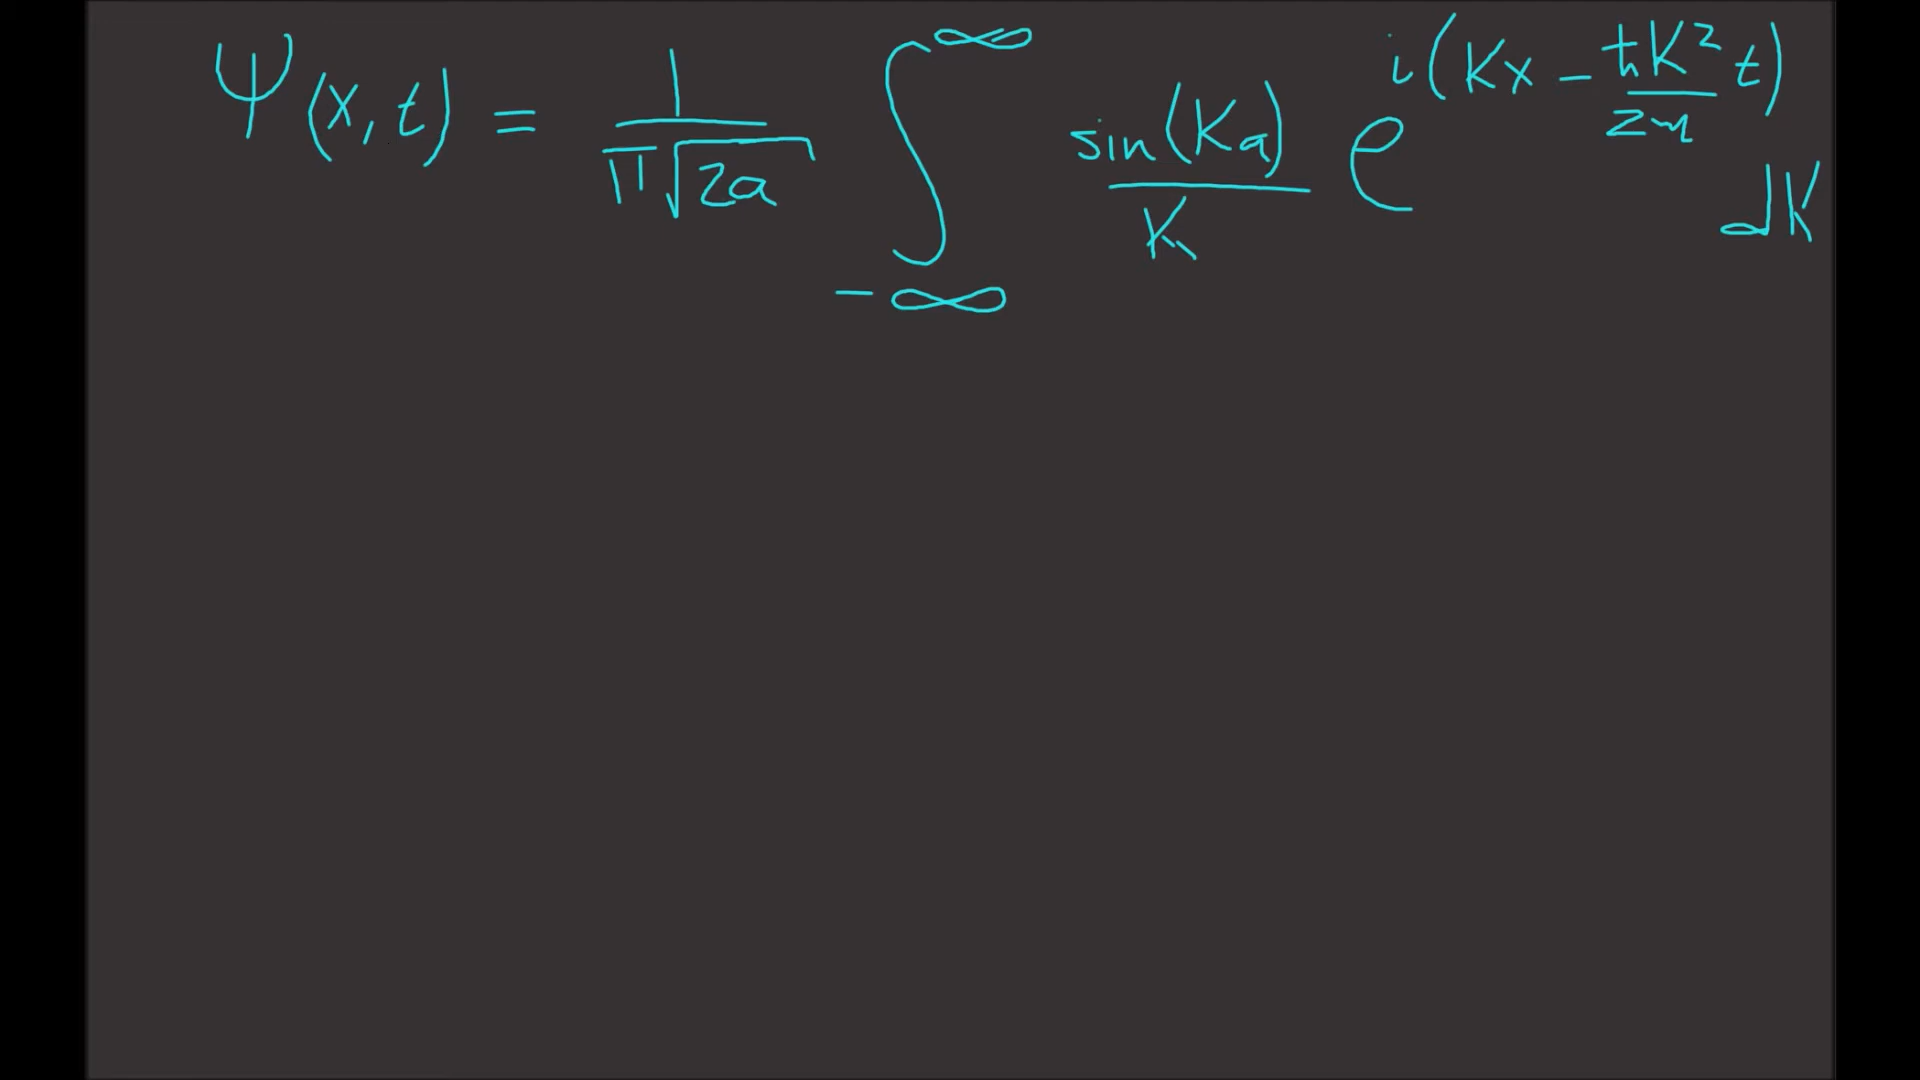 Ψ(x,t) = 1/(π√(2a)) ∫_{-∞}^{∞} sin(Ka)/K e^{i(Kx - ħK²/2m t)} dK